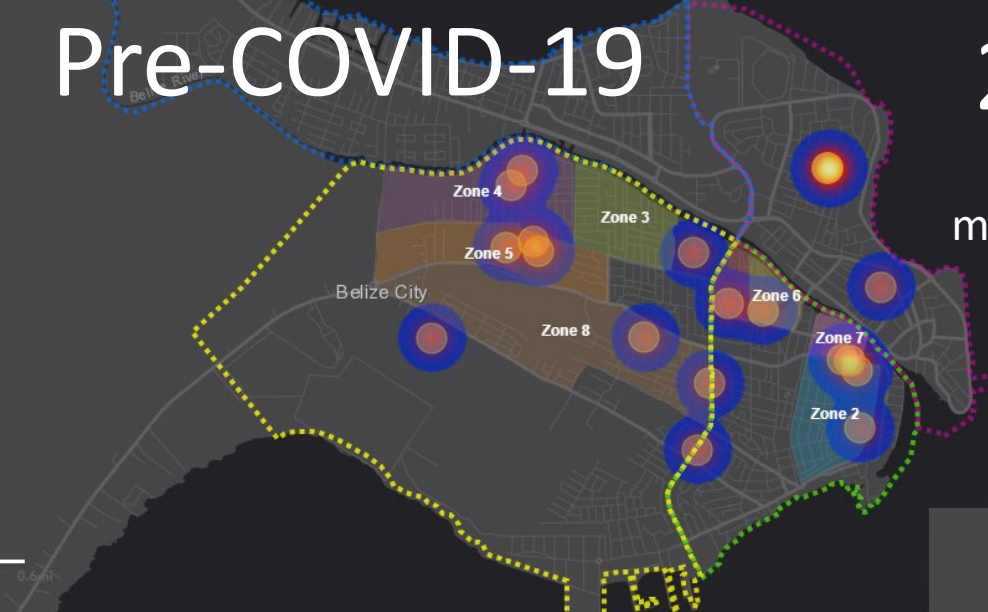 Pre-COVID-19
Belize River
Zone 4
Zone 3
m
Zone 5
Belize City
Zone 6
Zone 8
Zone 7
Zone 2
0.6mi